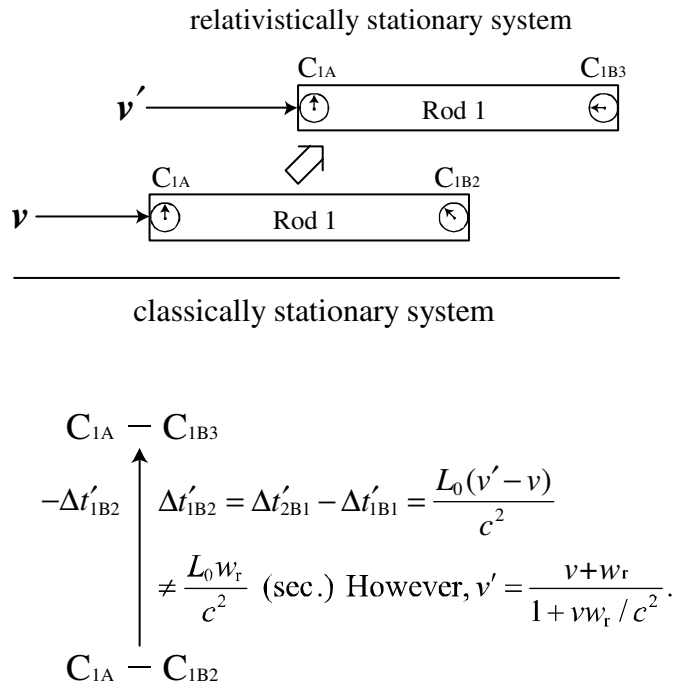 relativistically stationary system
C1A C1B3
v′ Rod 1
C1A C1B2
v Rod 1
classically stationary system
C1A − C1B3
−Δt′1B2 Δt′1B2 = Δt′2B1 − Δt′1B1 = L0(v′ − v) / c²
≠ L0wr / c² (sec.) However, v′ = v+wr / 1 + vwr / c² .
C1A − C1B2